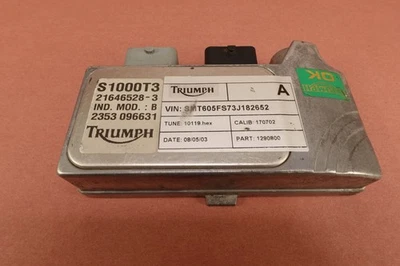 S1000T3
21646528-3
IND. MOD. : B
2353 096631
TRIUMPH
TRIUMPH
A
VIN: SMT605FS73J182652
TUNE: 10119.hex
CALIB: 170702
DATE: 08/05/03
PART: 1290800
OK